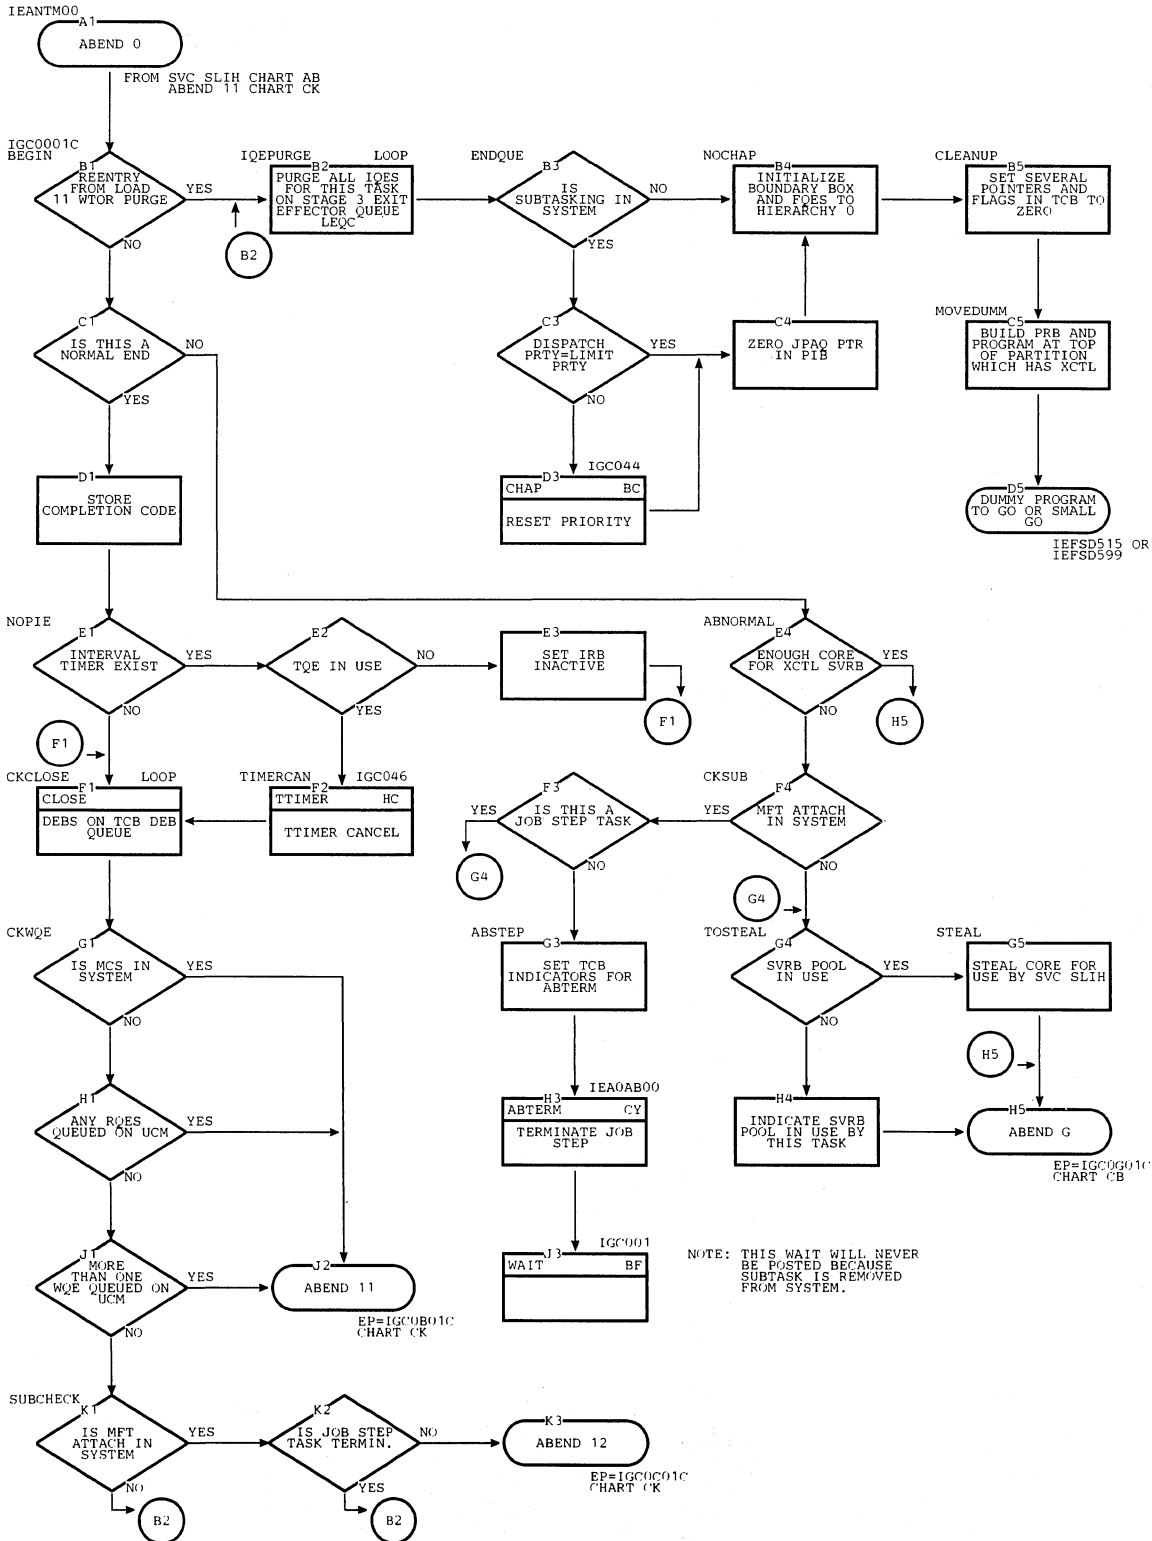 IEANTM00
A1
ABEND 0
FROM SVC SLIH CHART AB
ABEND 11 CHART CK
IGC0001C
BEGIN
B1
REENTRY
FROM LOAD
11 WTOR PURGE
YES
NO
B2
IQEPURGE
LOOP
B2
PURGE ALL IQES
FOR THIS TASK
ON STAGE 3 EXIT
EFFECTOR QUEUE
LEQC
ENDQUE
B3
IS
SUBTASKING IN
SYSTEM
NO
YES
NOCHAP
B4
INITIALIZE
BOUNDARY BOX
AND FQES TO
HIERARCHY 0
CLEANUP
B5
SET SEVERAL
POINTERS AND
FLAGS IN TCB TO
ZERO
C1
IS THIS A
NORMAL END
NO
YES
C3
DISPATCH
PRTY=LIMIT
PRTY
YES
NO
C4
ZERO JPAQ PTR
IN PIB
MOVEDUMM
C5
BUILD PRB AND
PROGRAM AT TOP
OF PARTITION
WHICH HAS XCTL
D1
STORE
COMPLETION CODE
IGC044
D3
CHAP BC
RESET PRIORITY
D5
DUMMY PROGRAM
TO GO OR SMALL
GO
IEFSD515 OR
IEFSD599
NOPIE
E1
INTERVAL
TIMER EXIST
YES
NO
E2
TQE IN USE
NO
YES
E3
SET IRB
INACTIVE
F1
ABNORMAL
E4
ENOUGH CORE
FOR XCTL SVRB
YES
NO
H5
F1
CKCLOSE
LOOP
F1
CLOSE
DEBS ON TCB DEB
QUEUE
TIMERCAN
IGC046
F2
TTIMER HC
TTIMER CANCEL
F3
IS THIS A
JOB STEP TASK
YES
NO
G4
CKSUB
F4
MFT ATTACH
IN SYSTEM
YES
NO
G4
CKWQE
G1
IS MCS IN
SYSTEM
YES
NO
ABSTEP
G3
SET TCB
INDICATORS FOR
ABTERM
TOSTEAL
G4
SVRB POOL
IN USE
YES
NO
STEAL
G5
STEAL CORE FOR
USE BY SVC SLIH
H5
H1
ANY RQES
QUEUED ON UCM
YES
NO
IEA0AB00
H3
ABTERM CY
TERMINATE JOB
STEP
H4
INDICATE SVRB
POOL IN USE BY
THIS TASK
H5
ABEND G
EP=IGC0G01C
CHART CB
J1
MORE
THAN ONE
WQE QUEUED ON
UCM
YES
NO
J2
ABEND 11
EP=IGC0B01C
CHART CK
IGC001
J3
WAIT BF
NOTE: THIS WAIT WILL NEVER
BE POSTED BECAUSE
SUBTASK IS REMOVED
FROM SYSTEM.
SUBCHECK
K1
IS MFT
ATTACH IN
SYSTEM
YES
NO
B2
K2
IS JOB STEP
TASK TERMIN.
NO
YES
B2
K3
ABEND 12
EP=IGC0C01C
CHART CK